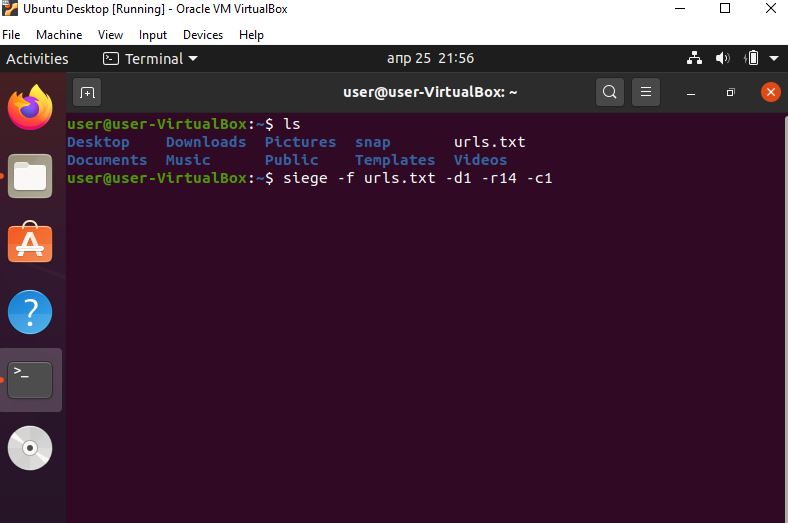 Ubuntu Desktop [Running] - Oracle VM VirtualBox
File Machine View Input Devices Help
Activities Terminal апр 25 21:56
user@user-VirtualBox: ~
user@user-VirtualBox:~$ ls
Desktop Downloads Pictures snap urls.txt
Documents Music Public Templates Videos
user@user-VirtualBox:~$ siege -f urls.txt -d1 -r14 -c1